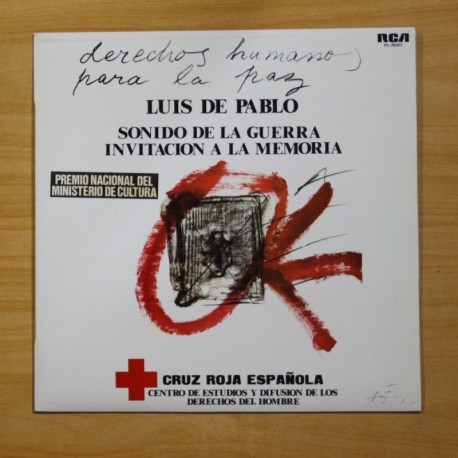 RCA
derechos humanos
para la paz
LUIS DE PABLO
SONIDO DE LA GUERRA
INVITACION A LA MEMORIA
PREMIO NACIONAL DEL
MINISTERIO DE CULTURA
CRUZ ROJA ESPAÑOLA
CENTRO DE ESTUDIOS Y DIFUSION DE LOS
DERECHOS DEL HOMBRE